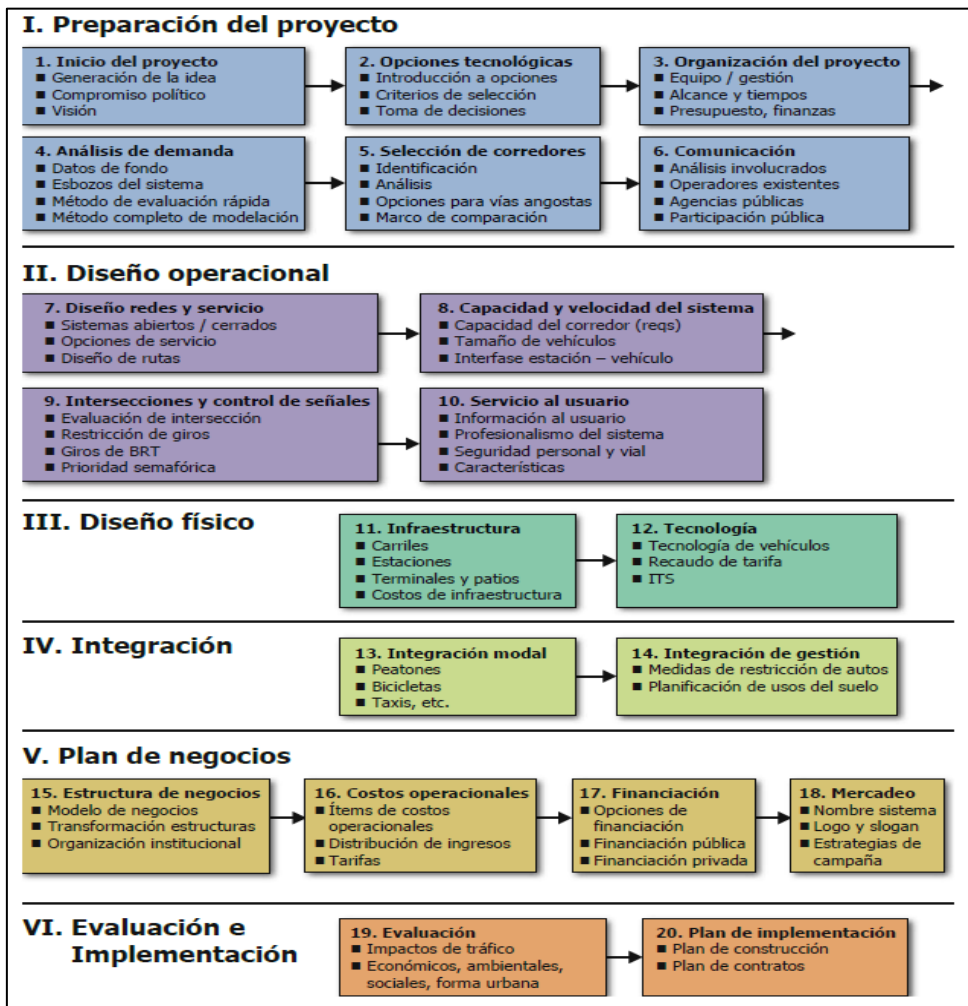 I. Preparación del proyecto
1. Inicio del proyecto
■ Generación de la idea
■ Compromiso político
■ Visión
2. Opciones tecnológicas
■ Introducción a opciones
■ Criterios de selección
■ Toma de decisiones
3. Organización del proyecto
■ Equipo / gestión
■ Alcance y tiempos
■ Presupuesto, finanzas
4. Análisis de demanda
■ Datos de fondo
■ Esbozos del sistema
■ Método de evaluación rápida
■ Método completo de modelación
5. Selección de corredores
■ Identificación
■ Análisis
■ Opciones para vías angostas
■ Marco de comparación
6. Comunicación
■ Análisis involucrados
■ Operadores existentes
■ Agencias públicas
■ Participación pública
II. Diseño operacional
7. Diseño redes y servicio
■ Sistemas abiertos / cerrados
■ Opciones de servicio
■ Diseño de rutas
8. Capacidad y velocidad del sistema
■ Capacidad del corredor (reqs)
■ Tamaño de vehículos
■ Interfase estación – vehículo
9. Intersecciones y control de señales
■ Evaluación de intersección
■ Restricción de giros
■ Giros de BRT
■ Prioridad semafórica
10. Servicio al usuario
■ Información al usuario
■ Profesionalismo del sistema
■ Seguridad personal y vial
■ Características
III. Diseño físico
11. Infraestructura
■ Carriles
■ Estaciones
■ Terminales y patios
■ Costos de infraestructura
12. Tecnología
■ Tecnología de vehículos
■ Recaudo de tarifa
■ ITS
IV. Integración
13. Integración modal
■ Peatones
■ Bicicletas
■ Taxis, etc.
14. Integración de gestión
■ Medidas de restricción de autos
■ Planificación de usos del suelo
V. Plan de negocios
15. Estructura de negocios
■ Modelo de negocios
■ Transformación estructuras
■ Organización institucional
16. Costos operacionales
■ Ítems de costos
operacionales
■ Distribución de ingresos
■ Tarifas
17. Financiación
■ Opciones de
financiación
■ Financiación pública
■ Financiación privada
18. Mercadeo
■ Nombre sistema
■ Logo y slogan
■ Estrategias de
campaña
VI. Evaluación e
Implementación
19. Evaluación
■ Impactos de tráfico
■ Económicos, ambientales,
sociales, forma urbana
20. Plan de implementación
■ Plan de construcción
■ Plan de contratos